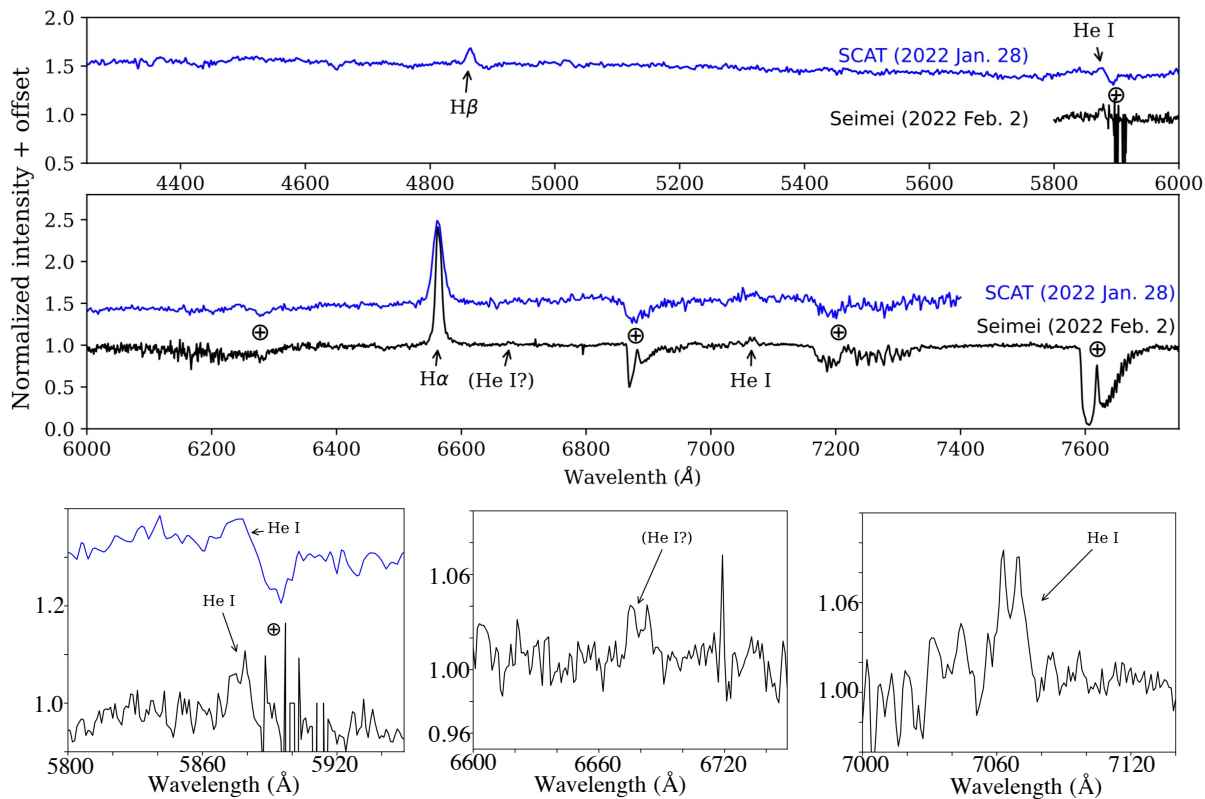 Normalized intensity + offset
2.0
1.5
1.0
0.5
He I
SCAT (2022 Jan. 28)
Hβ
⊕
Seimei (2022 Feb. 2)
4400 4600 4800 5000 5200 5400 5600 5800 6000
2.5
2.0
1.5
1.0
0.5
0.0
SCAT (2022 Jan. 28)
Seimei (2022 Feb. 2)
⊕ ⊕ ⊕ ⊕
Hα (He I?) He I
6000 6200 6400 6600 6800 7000 7200 7400 7600
Wavelenth (Å)
He I
1.2
He I
⊕
1.0
5800 5860 5920
Wavelength (Å)
(He I?)
1.06
1.00
0.96
6600 6660 6720
Wavelength (Å)
He I
1.06
1.00
7000 7060 7120
Wavelength (Å)